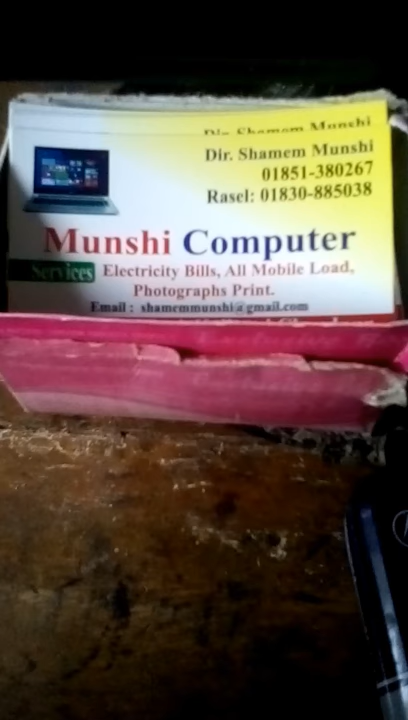 Dir. Shamem Munshi
Dir. Shamem Munshi
01851-380267
Rasel: 01830-885038
Munshi Computer
Services Electricity Bills, All Mobile Load,
Photographs Print.
Email : shamemmunshi@gmail.com